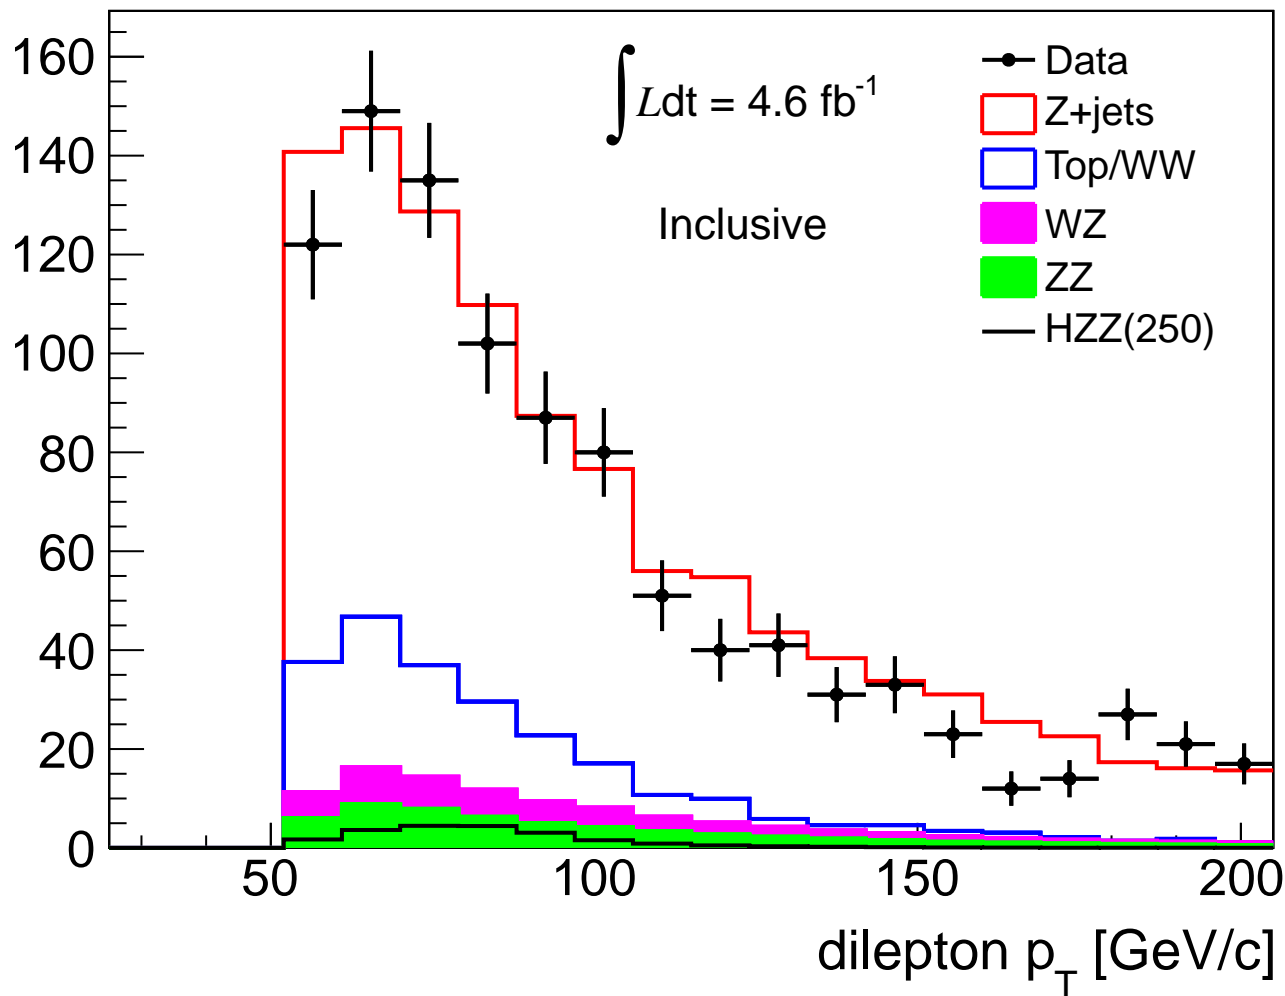 160
140
120
100
80
60
40
20
0
∫Ldt = 4.6 fb⁻¹
Inclusive
Data
Z+jets
Top/WW
WZ
ZZ
HZZ(250)
50 100 150 200
dilepton p_T [GeV/c]